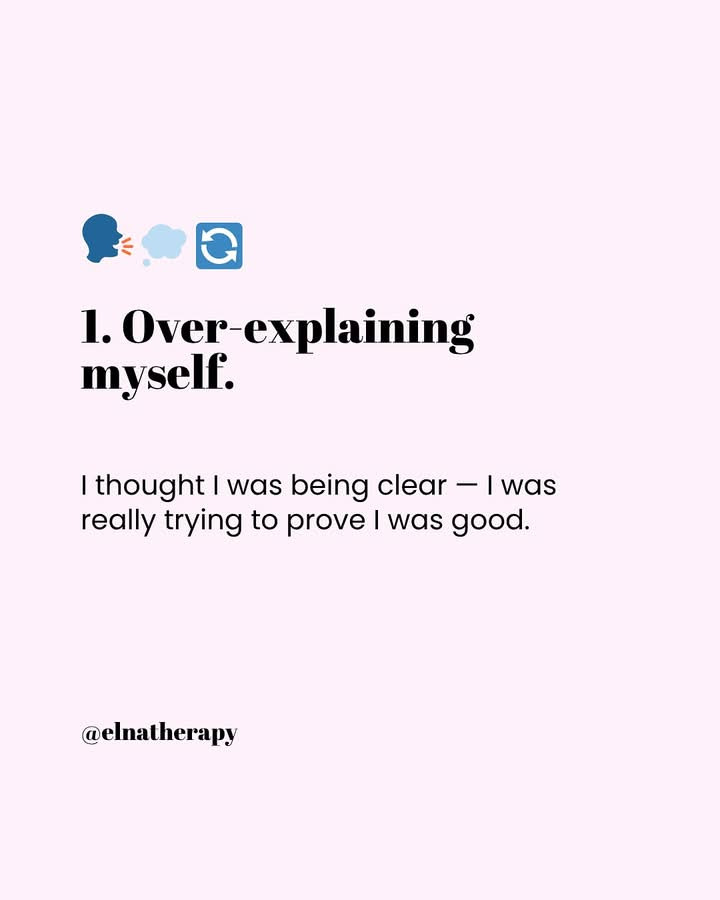 1. Over-explaining
myself.
I thought I was being clear — I was
really trying to prove I was good.
@elnatherapy